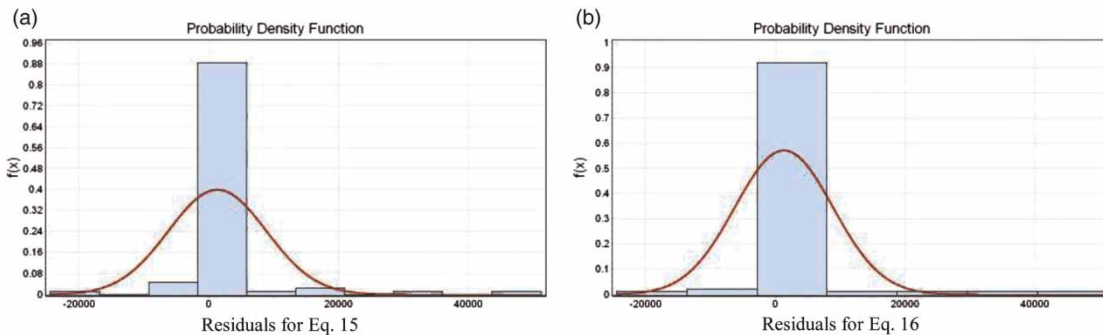 (a)
Probability Density Function
f(x)
0.96
0.88
0.8
0.72
0.64
0.56
0.48
0.4
0.32
0.24
0.16
0.08
0
-20000 0 20000 40000
Residuals for Eq. 15
(b)
Probability Density Function
f(x)
1
0.9
0.8
0.7
0.6
0.5
0.4
0.3
0.2
0.1
0
-20000 0 20000 40000
Residuals for Eq. 16